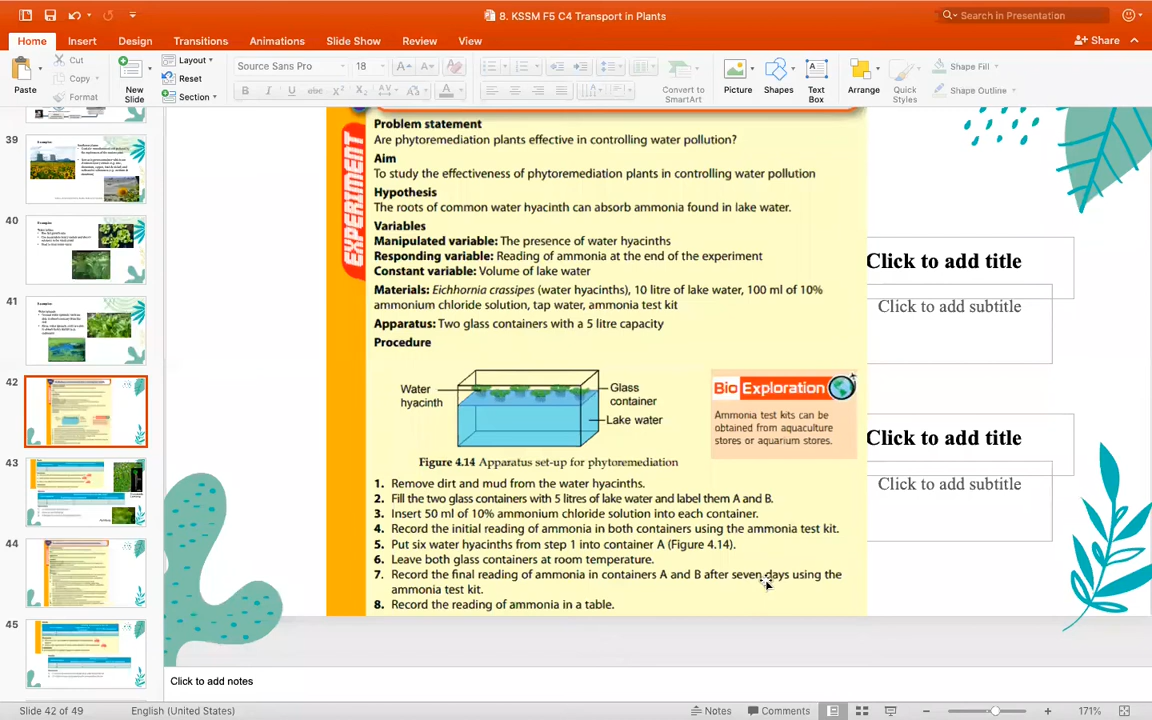 8. KSSM F5 C4 Transport in Plants
Search in Presentation
Home Insert Design Transitions Animations Slide Show Review View
Share
Paste
Cut
Copy
Format
New Slide
Layout
Reset
Section
Source Sans Pro
18
Convert to SmartArt
Picture
Shapes
Text Box
Arrange
Quick Styles
Shape Fill
Shape Outline
39
40
41
42
43
44
45
EXPERIMENT
Problem statement
Are phytoremediation plants effective in controlling water pollution?
Aim
To study the effectiveness of phytoremediation plants in controlling water pollution
Hypothesis
The roots of common water hyacinth can absorb ammonia found in lake water.
Variables
Manipulated variable: The presence of water hyacinths
Responding variable: Reading of ammonia at the end of the experiment
Constant variable: Volume of lake water
Materials: Eichhornia crassipes (water hyacinths), 10 litre of lake water, 100 ml of 10%
ammonium chloride solution, tap water, ammonia test kit
Apparatus: Two glass containers with a 5 litre capacity
Procedure
Water
hyacinth
Glass
container
Lake water
Figure 4.14 Apparatus set-up for phytoremediation
Bio Exploration
Ammonia test kits can be
obtained from aquaculture
stores or aquarium stores.
1. Remove dirt and mud from the water hyacinths.
2. Fill the two glass containers with 5 litres of lake water and label them A and B.
3. Insert 50 ml of 10% ammonium chloride solution into each container.
4. Record the initial reading of ammonia in both containers using the ammonia test kit.
5. Put six water hyacinths from step 1 into container A (Figure 4.14).
6. Leave both glass containers at room temperature.
7. Record the final reading of ammonia in containers A and B after seven days using the
ammonia test kit.
8. Record the reading of ammonia in a table.
Click to add title
Click to add subtitle
Click to add title
Click to add subtitle
Click to add notes
Slide 42 of 49
English (United States)
Notes
Comments
171%